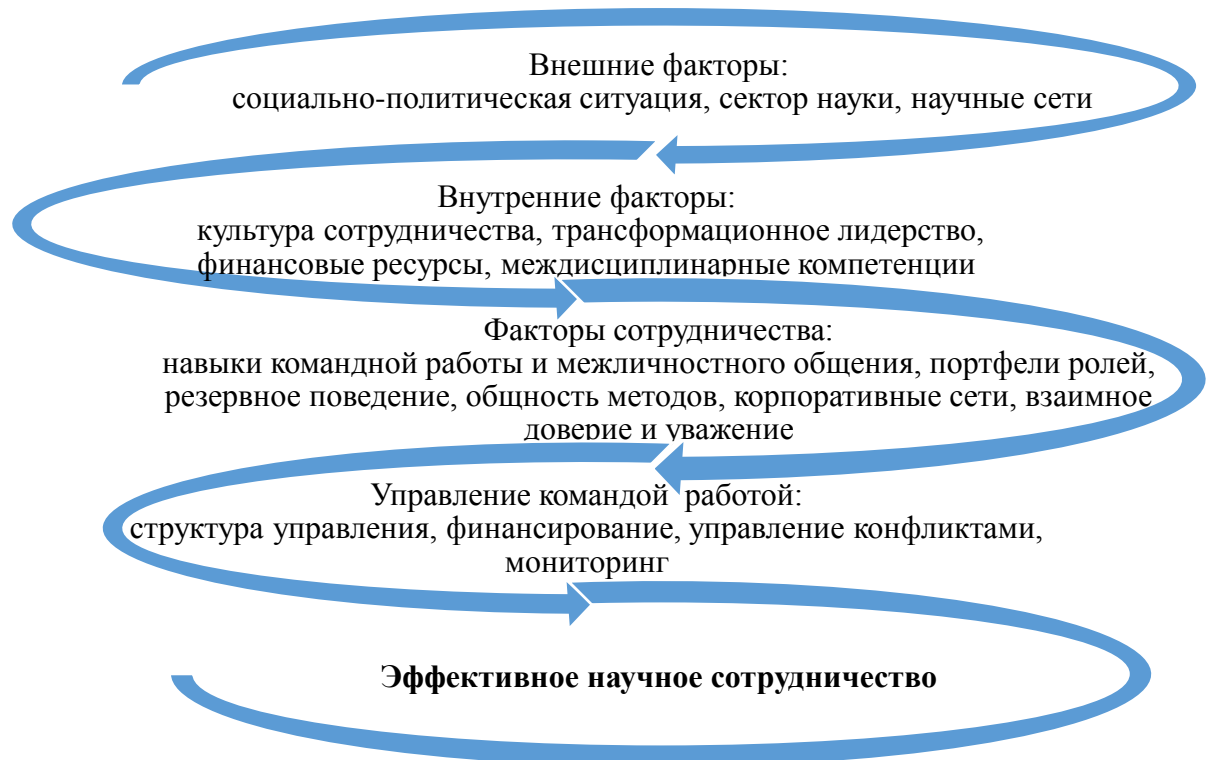 Внешние факторы:
социально-политическая ситуация, сектор науки, научные сети
Внутренние факторы:
культура сотрудничества, трансформационное лидерство,
финансовые ресурсы, междисциплинарные компетенции
Факторы сотрудничества:
навыки командной работы и межличностного общения, портфели ролей,
резервное поведение, общность методов, корпоративные сети, взаимное
доверие и уважение
Управление командой работой:
структура управления, финансирование, управление конфликтами,
мониторинг
Эффективное научное сотрудничество